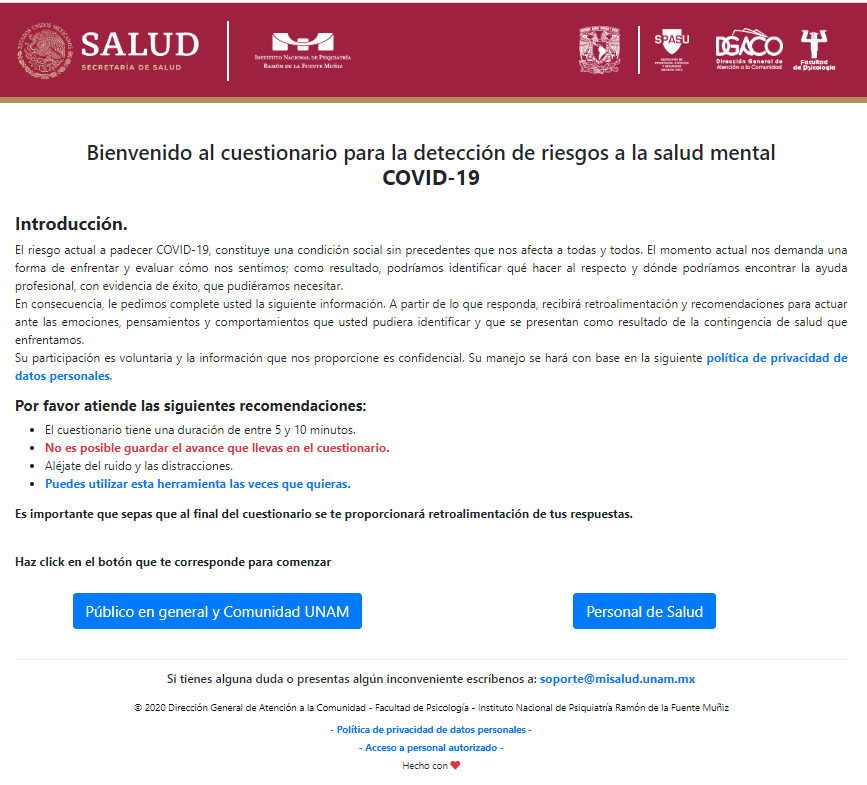 ESTADOS UNIDOS MEXICANOS
SALUD
SECRETARÍA DE SALUD
Instituto Nacional de Psiquiatría
Ramón de la Fuente Muñiz
SPASU
DGACO
Dirección General de
Atención a la Comunidad
Facultad
de Psicología
Bienvenido al cuestionario para la detección de riesgos a la salud mental
COVID-19
Introducción.
El riesgo actual a padecer COVID-19, constituye una condición social sin precedentes que nos afecta a todas y todos. El momento actual nos demanda una
forma de enfrentar y evaluar cómo nos sentimos; como resultado, podríamos identificar qué hacer al respecto y dónde podríamos encontrar la ayuda
profesional, con evidencia de éxito, que pudiéramos necesitar.
En consecuencia, le pedimos complete usted la siguiente información. A partir de lo que responda, recibirá retroalimentación y recomendaciones para actuar
ante las emociones, pensamientos y comportamientos que usted pudiera identificar y que se presentan como resultado de la contingencia de salud que
enfrentamos.
Su participación es voluntaria y la información que nos proporcione es confidencial. Su manejo se hará con base en la siguiente política de privacidad de
datos personales.
Por favor atiende las siguientes recomendaciones:
• El cuestionario tiene una duración de entre 5 y 10 minutos.
• No es posible guardar el avance que llevas en el cuestionario.
• Aléjate del ruido y las distracciones.
• Puedes utilizar esta herramienta las veces que quieras.
Es importante que sepas que al final del cuestionario se te proporcionará retroalimentación de tus respuestas.
Haz click en el botón que te corresponde para comenzar
Público en general y Comunidad UNAM
Personal de Salud
Si tienes alguna duda o presentas algún inconveniente escríbenos a: soporte@misalud.unam.mx
© 2020 Dirección General de Atención a la Comunidad - Facultad de Psicología - Instituto Nacional de Psiquiatría Ramón de la Fuente Muñiz
- Política de privacidad de datos personales -
- Acceso a personal autorizado -
Hecho con ❤